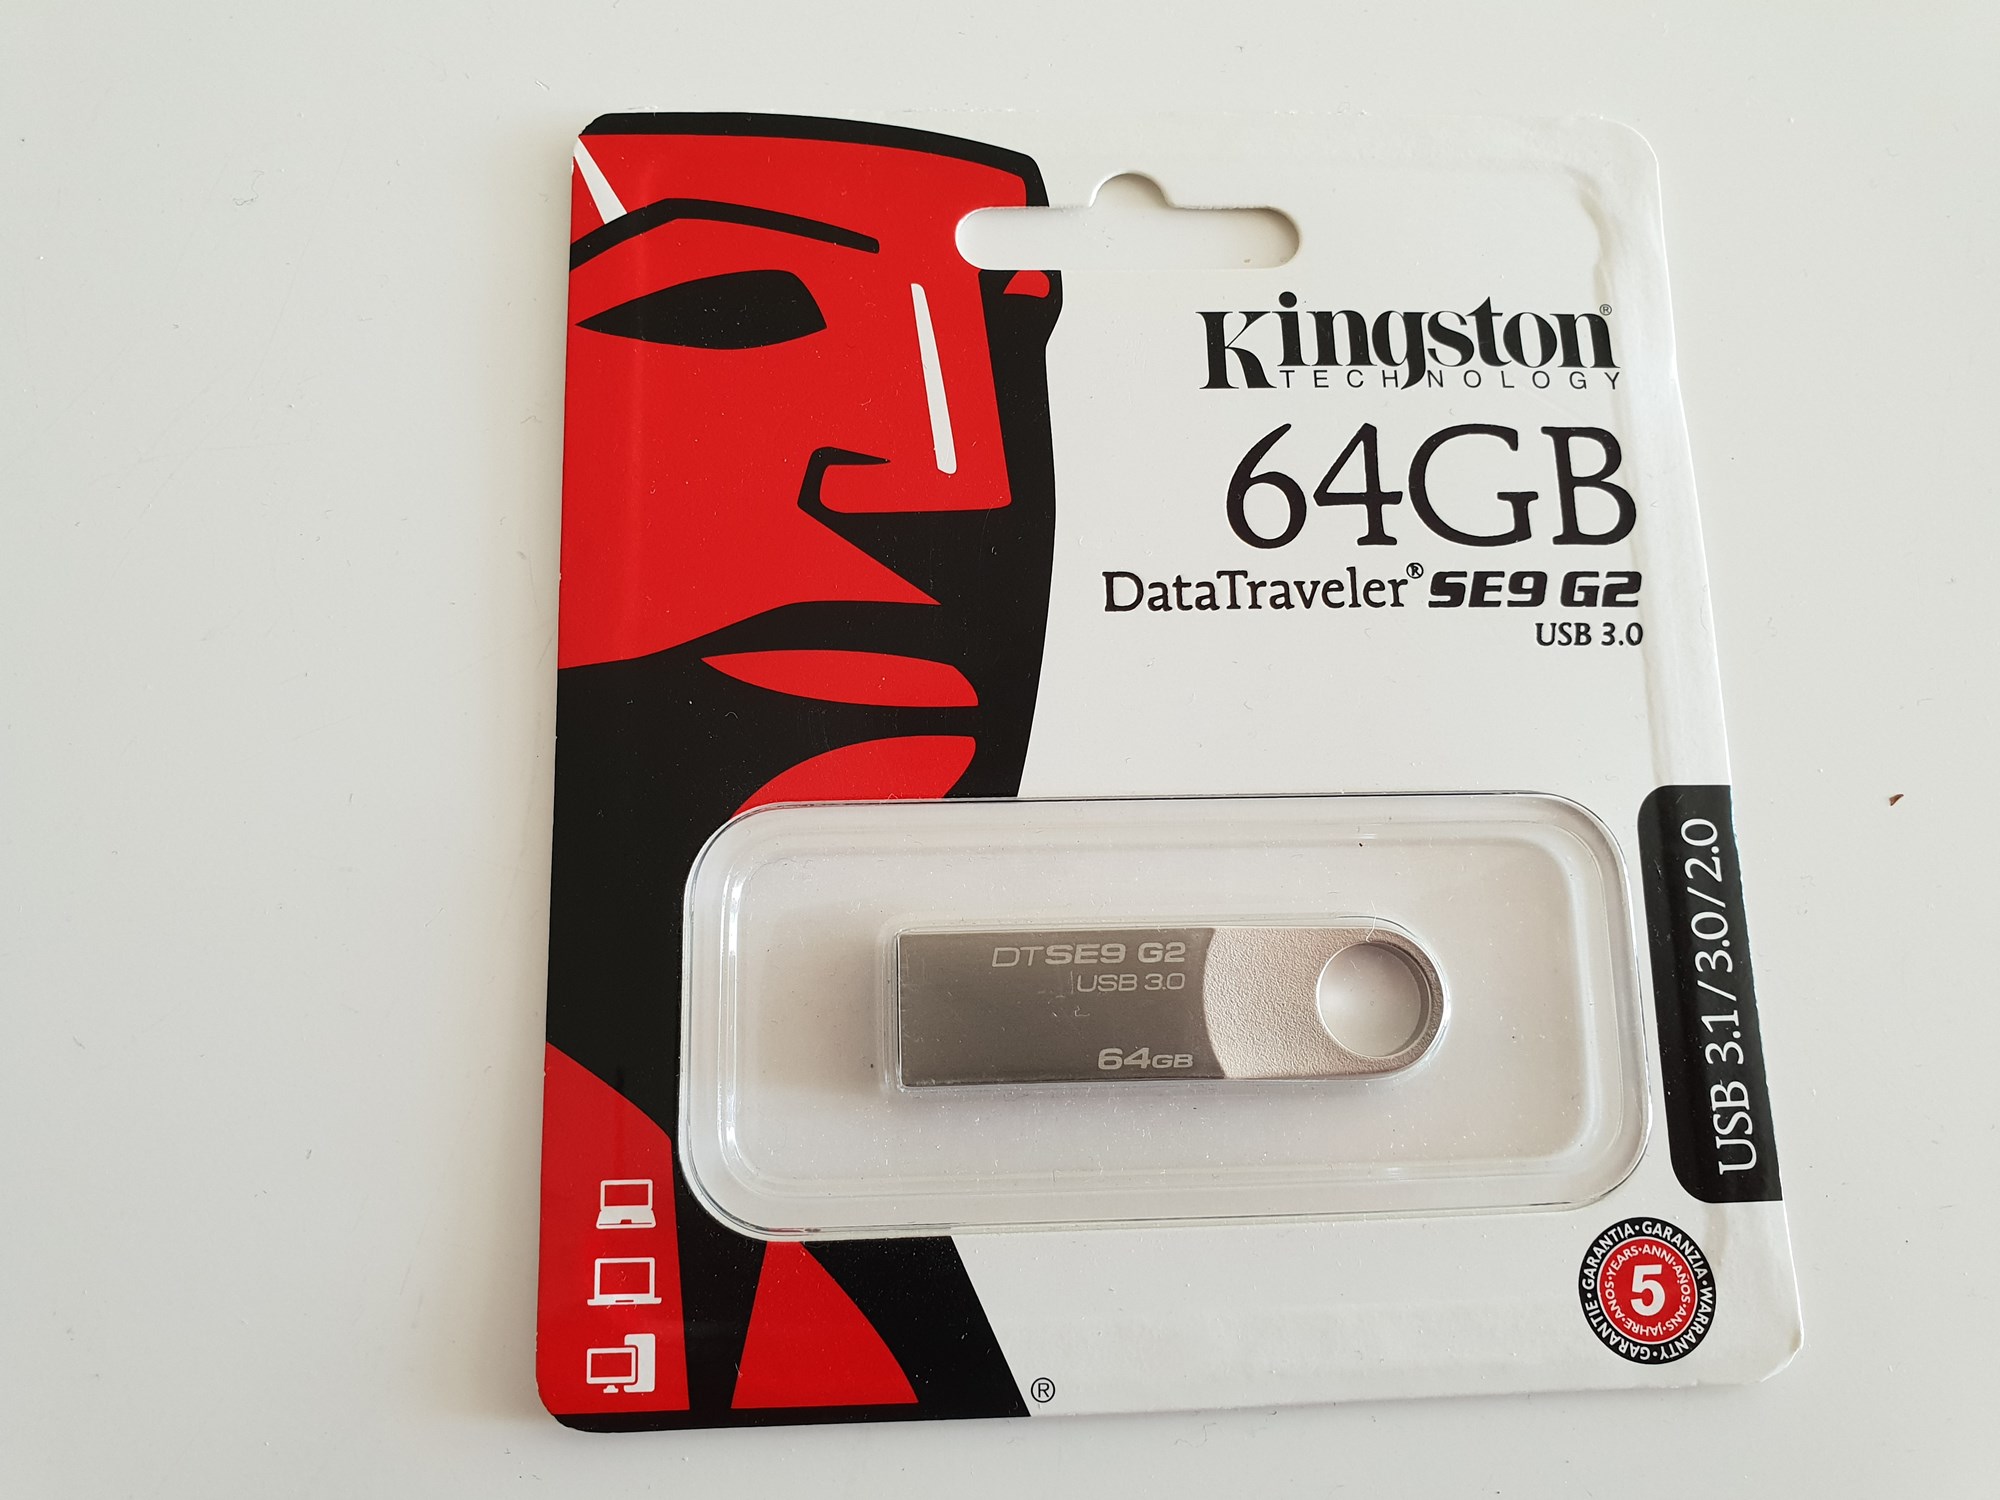 Kingston®
TECHNOLOGY
64GB
DataTraveler® SE9 G2
USB 3.0
DTSE9 G2
USB 3.0
64GB
USB 3.1/3.0/2.0
GARANTIA·GARANZIA·WARRANTY·GARANTIE·
YEARS·ANNI·AÑOS·ANS·JAHRE·ANOS·
5
®